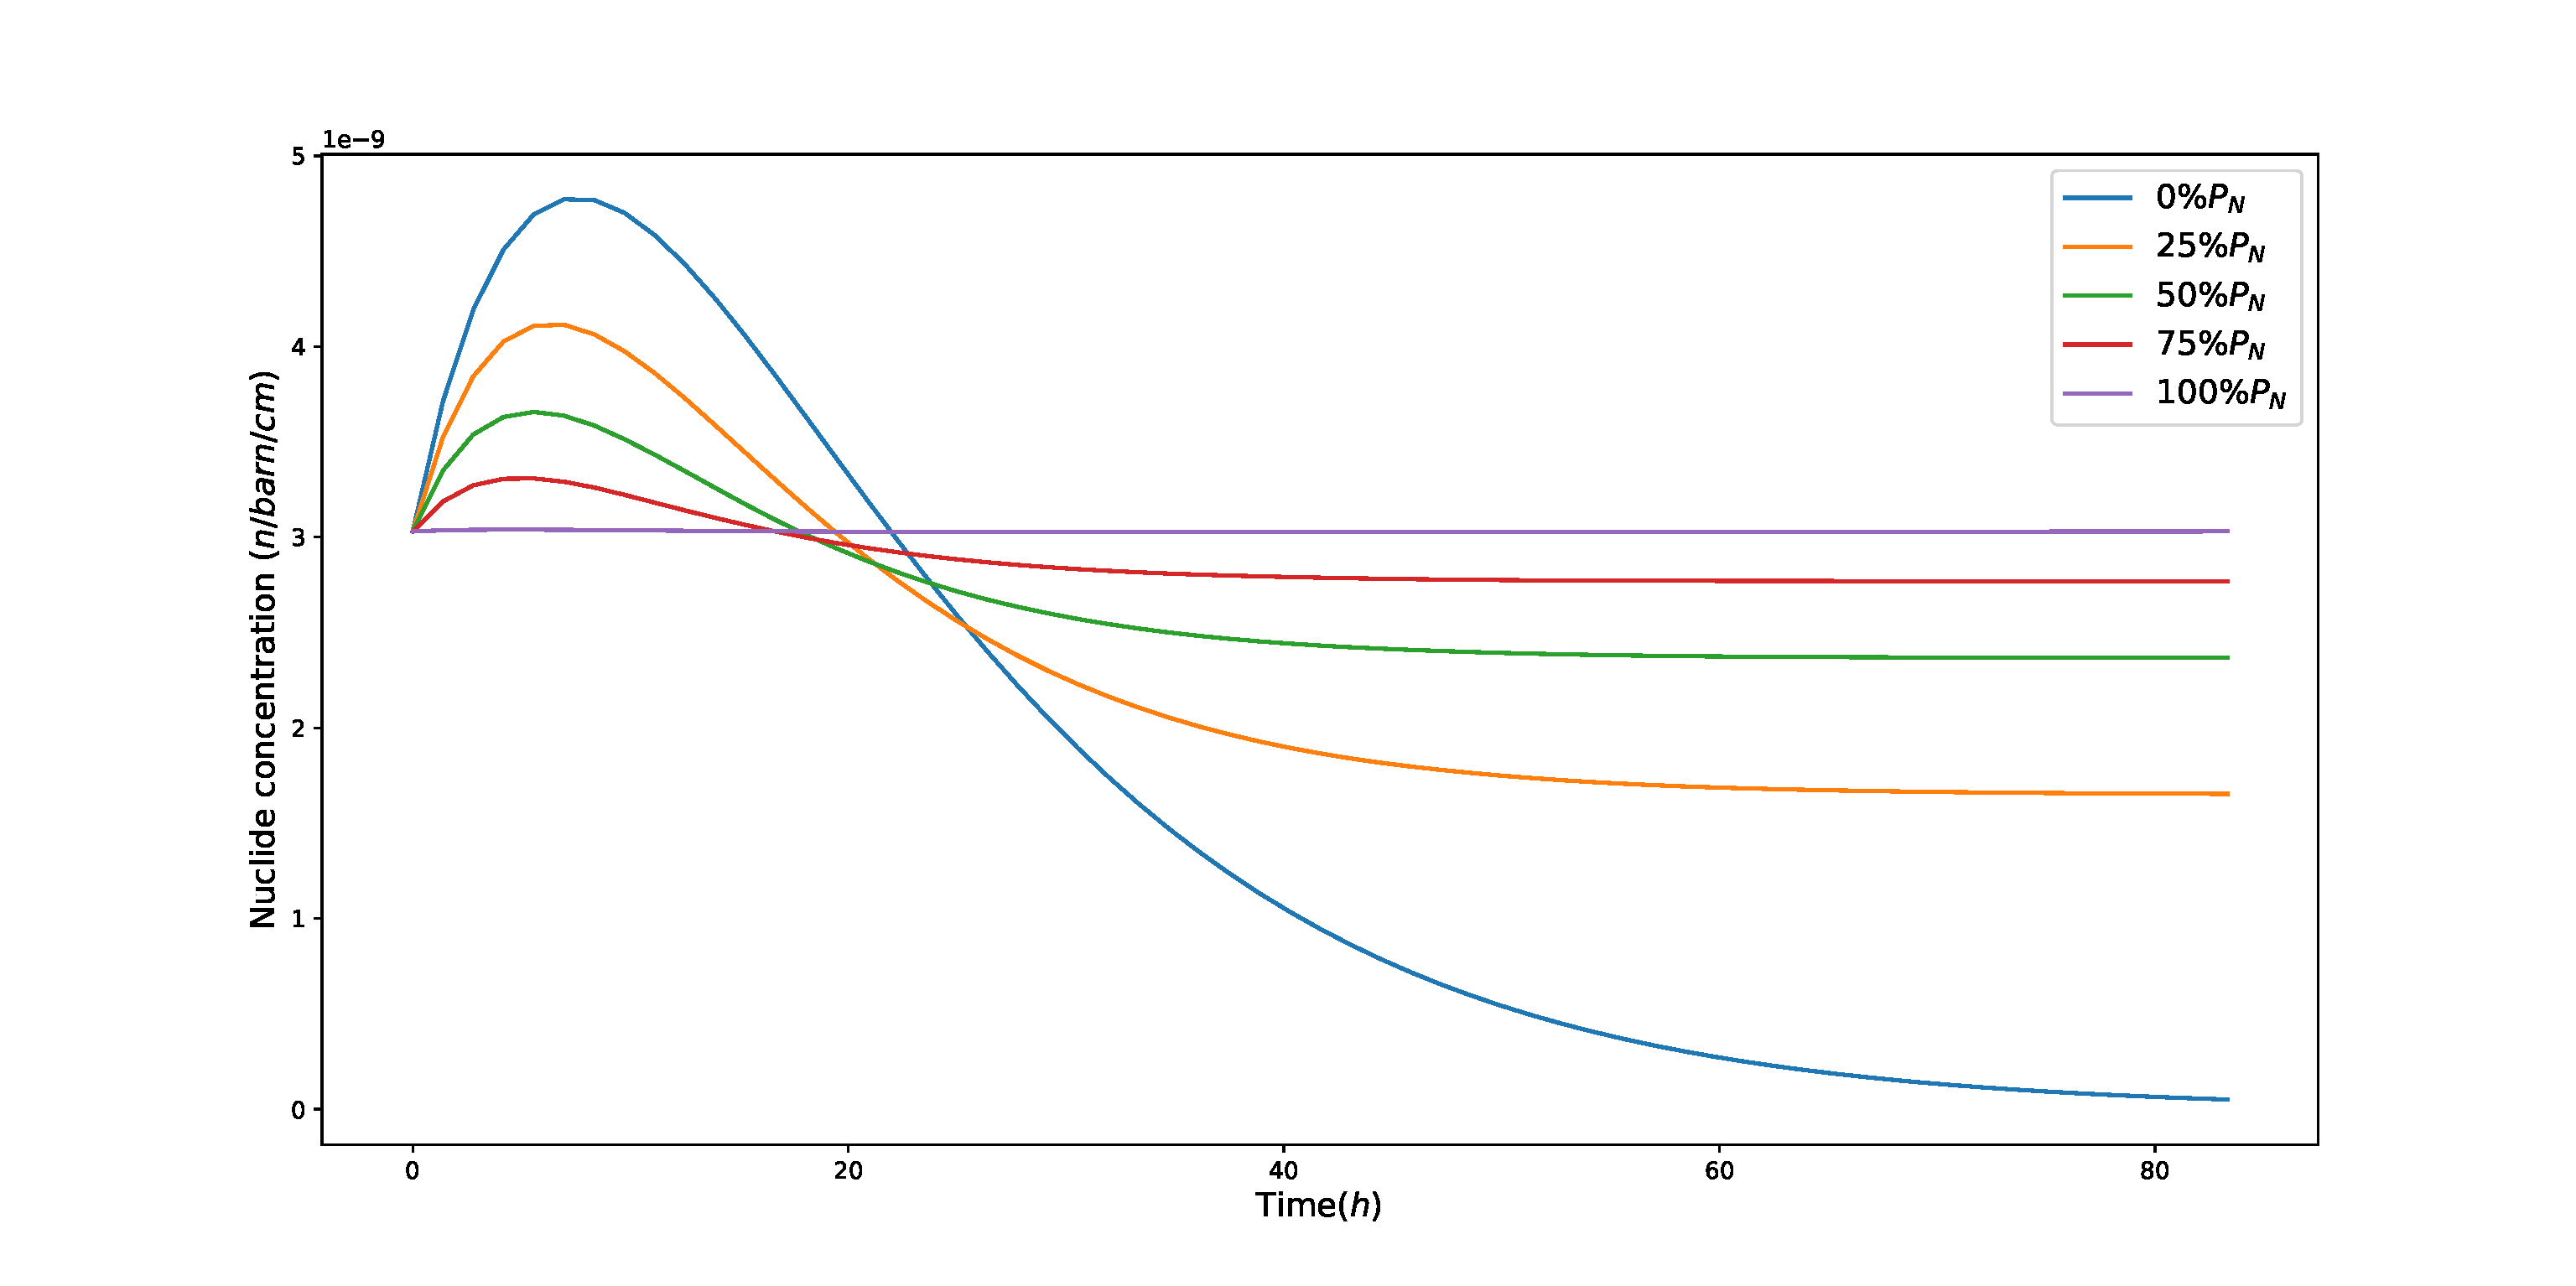 1e−9
5
4
3
2
1
0
Nuclide concentration (n/barn/cm)
0 20 40 60 80
Time(h)
0%P_N
25%P_N
50%P_N
75%P_N
100%P_N